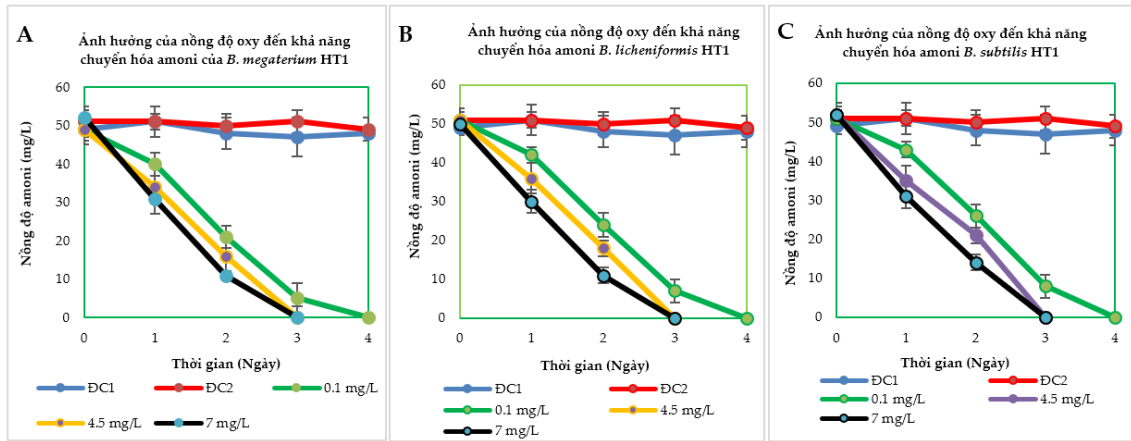 A
Ảnh hưởng của nồng độ oxy đến khả năng
chuyển hóa amoni của B. megaterium HT1
60
50
40
30
20
10
0
Nồng độ amoni (mg/L)
0 1 2 3 4
Thời gian (Ngày)
ĐC1 ĐC2 0.1 mg/L
4.5 mg/L 7 mg/L
B
Ảnh hưởng của nồng độ oxy đến khả năng
chuyển hóa amoni B. licheniformis HT1
60
50
40
30
20
10
0
Nồng độ amoni (mg/L)
0 1 2 3 4
Thời gian (Ngày)
ĐC1 ĐC2
0.1 mg/L 4.5 mg/L
7 mg/L
C
Ảnh hưởng của nồng độ oxy đến khả năng
chuyển hóa amoni B. subtilis HT1
60
50
40
30
20
10
0
Nồng độ amoni (mg/L)
0 1 2 3 4
Thời gian (Ngày)
ĐC1 ĐC2
0.1 mg/L 4.5 mg/L
7 mg/L